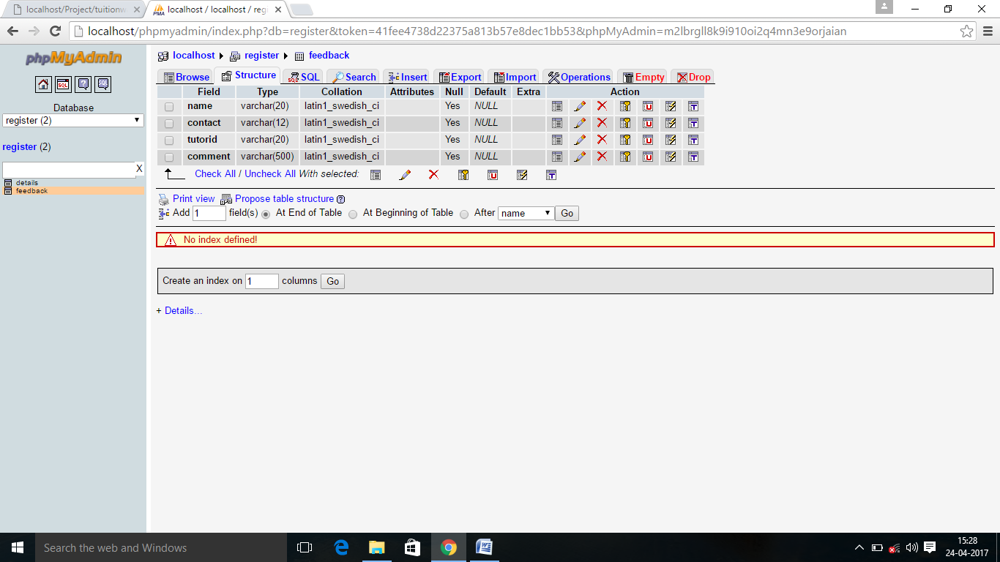 localhost/Project/tuitionw
localhost / localhost / reg
localhost/phpmyadmin/index.php?db=register&token=41fee4738d22375a813b57e8dec1bb53&phpMyAdmin=m2lbrgll8k9i910oi2q4mn3e9orjaian
phpMyAdmin
SQL
Database
register (2)
register (2)
X
details
feedback
localhost register feedback
Browse Structure SQL Search Insert Export Import Operations Empty Drop
Field Type Collation Attributes Null Default Extra Action
name varchar(20) latin1_swedish_ci Yes NULL
contact varchar(12) latin1_swedish_ci Yes NULL
tutorid varchar(20) latin1_swedish_ci Yes NULL
comment varchar(500) latin1_swedish_ci Yes NULL
Check All / Uncheck All With selected:
Print view Propose table structure
Add 1 field(s) At End of Table At Beginning of Table After name Go
No index defined!
Create an index on 1 columns Go
+ Details...
Search the web and Windows
15:28
24-04-2017